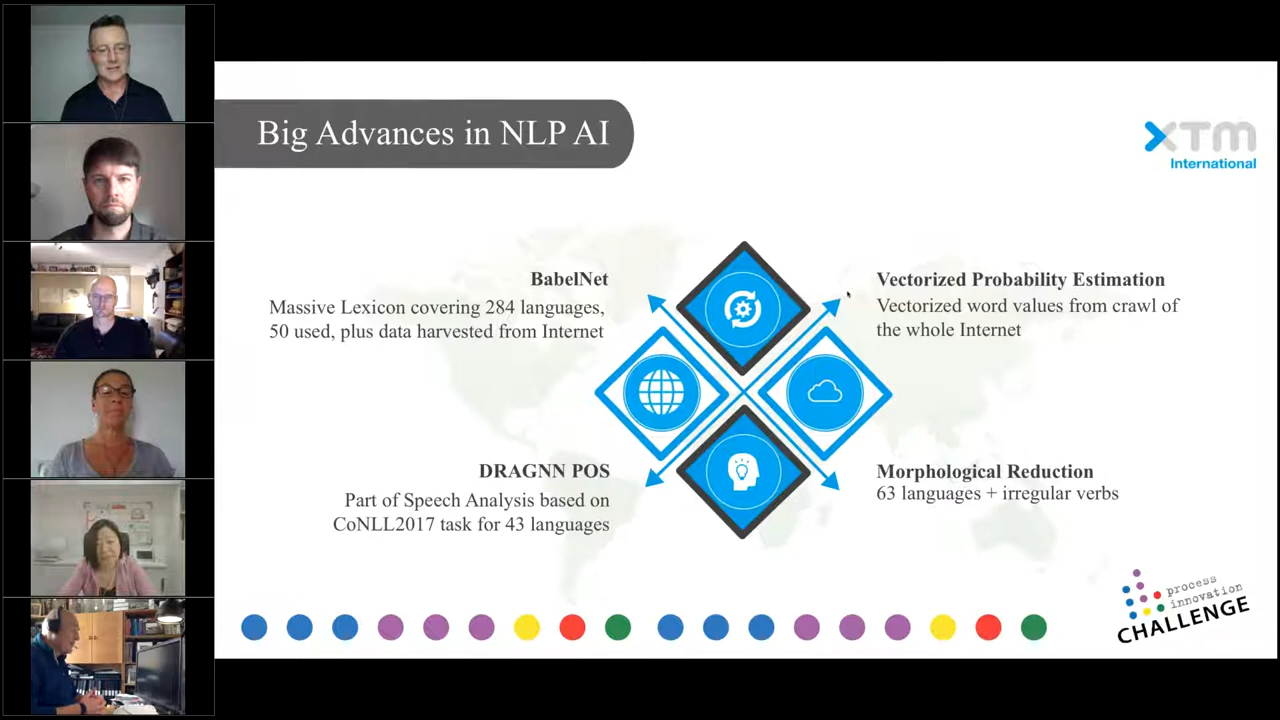 Big Advances in NLP AI
XTM
International
BabelNet
Massive Lexicon covering 284 languages,
50 used, plus data harvested from Internet
Vectorized Probability Estimation
Vectorized word values from crawl of
the whole Internet
DRAGNN POS
Part of Speech Analysis based on
CoNLL2017 task for 43 languages
Morphological Reduction
63 languages + irregular verbs
process
innovation
CHALLENGE